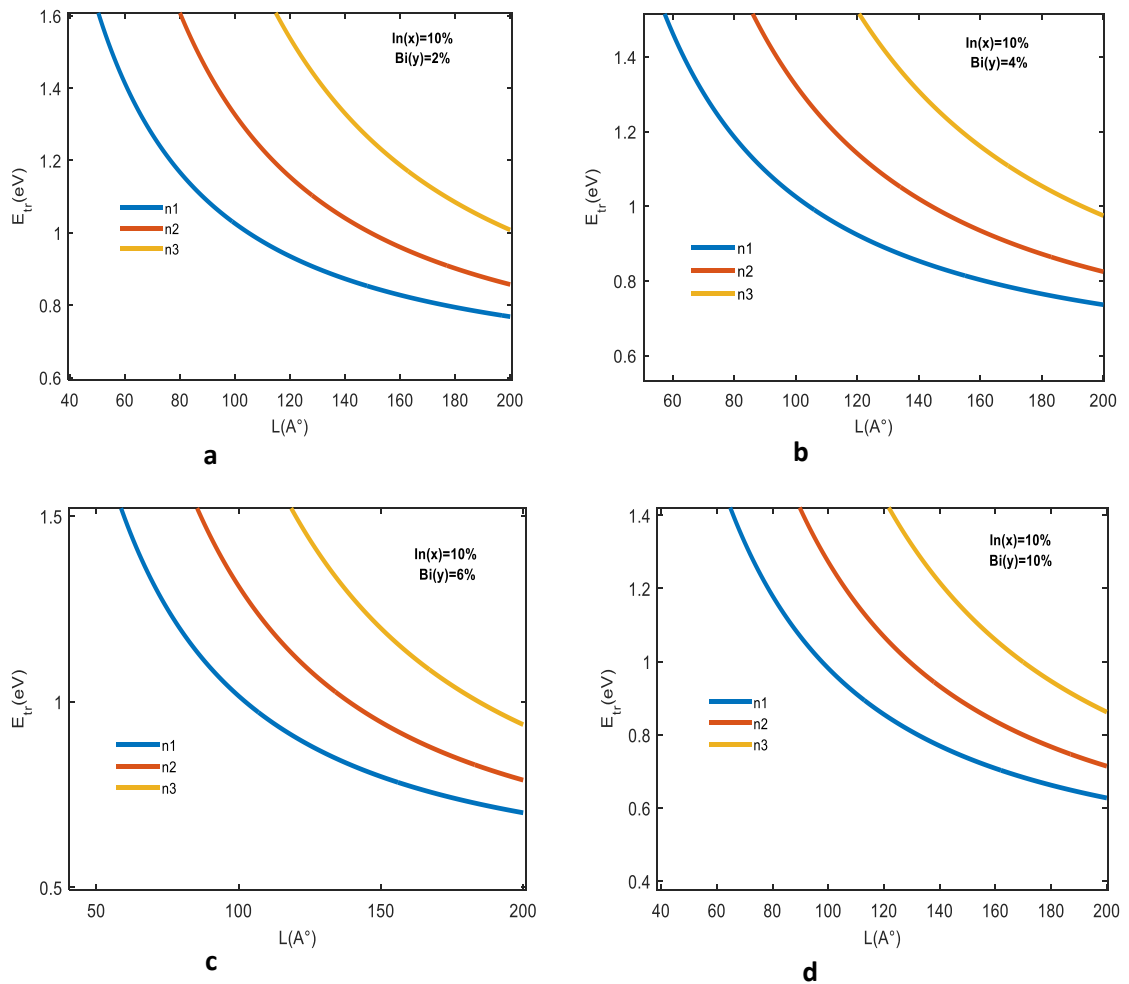 1.6
1.4
1.2
1
0.8
0.6
E_tr(eV)
In(x)=10%
Bi(y)=2%
n1
n2
n3
40 60 80 100 120 140 160 180 200
L(A°)
a
1.4
1.2
1
0.8
0.6
E_tr(eV)
In(x)=10%
Bi(y)=4%
n1
n2
n3
60 80 100 120 140 160 180 200
L(A°)
b
1.5
1
0.5
E_tr(eV)
In(x)=10%
Bi(y)=6%
n1
n2
n3
50 100 150 200
L(A°)
c
1.4
1.2
1
0.8
0.6
0.4
E_tr(eV)
In(x)=10%
Bi(y)=10%
n1
n2
n3
40 60 80 100 120 140 160 180 200
L(A°)
d